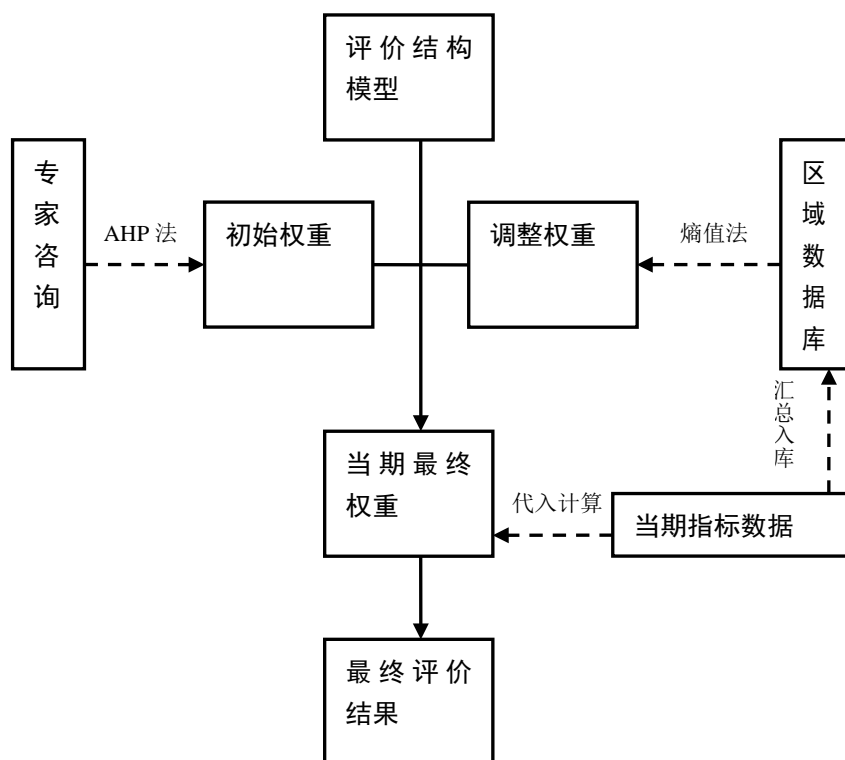 评价结构
模型
专家咨询
AHP 法
初始权重
调整权重
熵值法
区域数据库
汇总入库
当期最终
权重
代入计算
当期指标数据
最终评价
结果